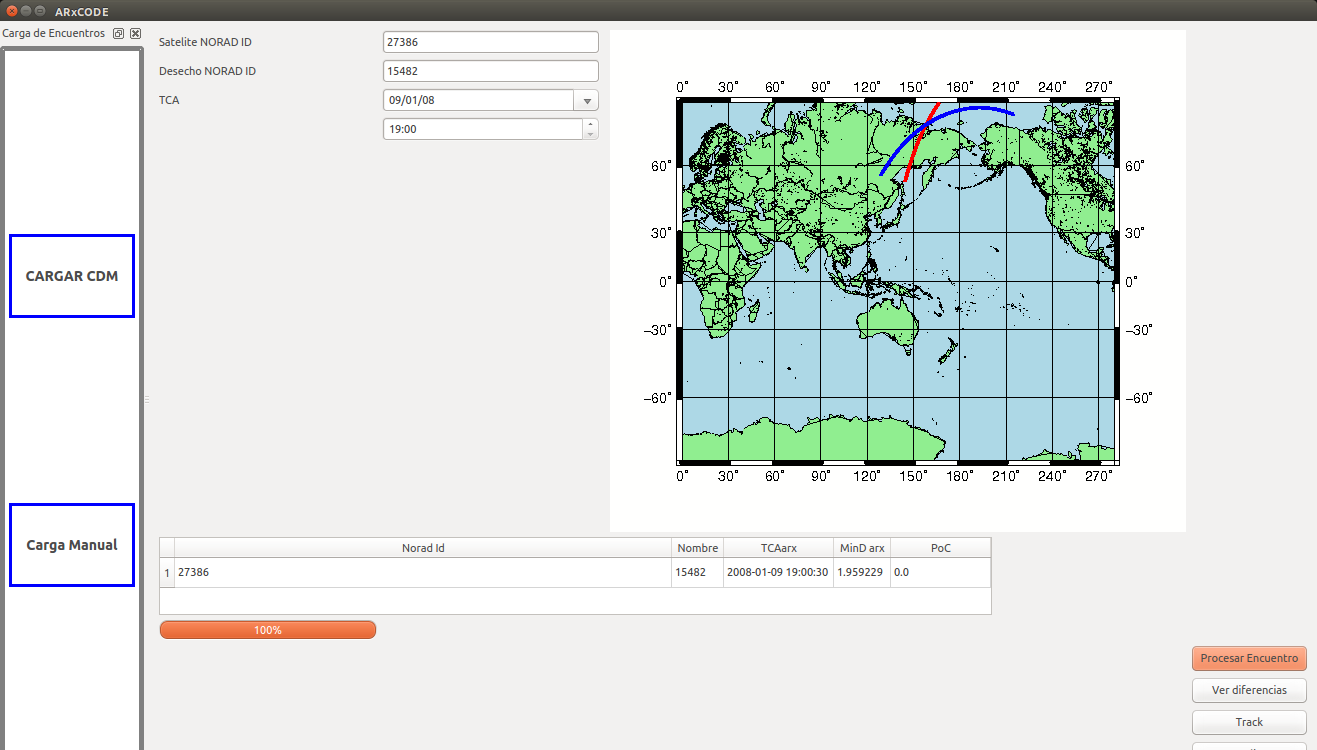 ARxCODE
Carga de Encuentros
CARGAR CDM
Carga Manual
Satelite NORAD ID
27386
Desecho NORAD ID
15482
TCA
09/01/08
19:00
0° 30° 60° 90° 120° 150° 180° 210° 240° 270°
60° 60°
30° 30°
0° 0°
−30° −30°
−60° −60°
0° 30° 60° 90° 120° 150° 180° 210° 240° 270°
Norad Id Nombre TCAarx MinD arx PoC
1 27386 15482 2008-01-09 19:00:30 1.959229 0.0
100%
Procesar Encuentro
Ver diferencias
Track